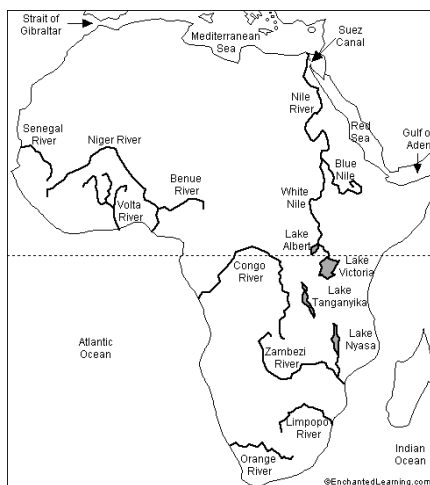 Strait of
Gibraltar
Mediterranean
Sea
Suez
Canal
Nile
River
Red
Sea
Gulf of
Aden
Senegal
River
Niger River
Benue
River
Blue
Nile
Volta
River
White
Nile
Lake
Albert
Lake
Victoria
Congo
River
Lake
Tanganyika
Atlantic
Ocean
Zambezi
River
Lake
Nyasa
Limpopo
River
Orange
River
Indian
Ocean
©EnchantedLearning.com